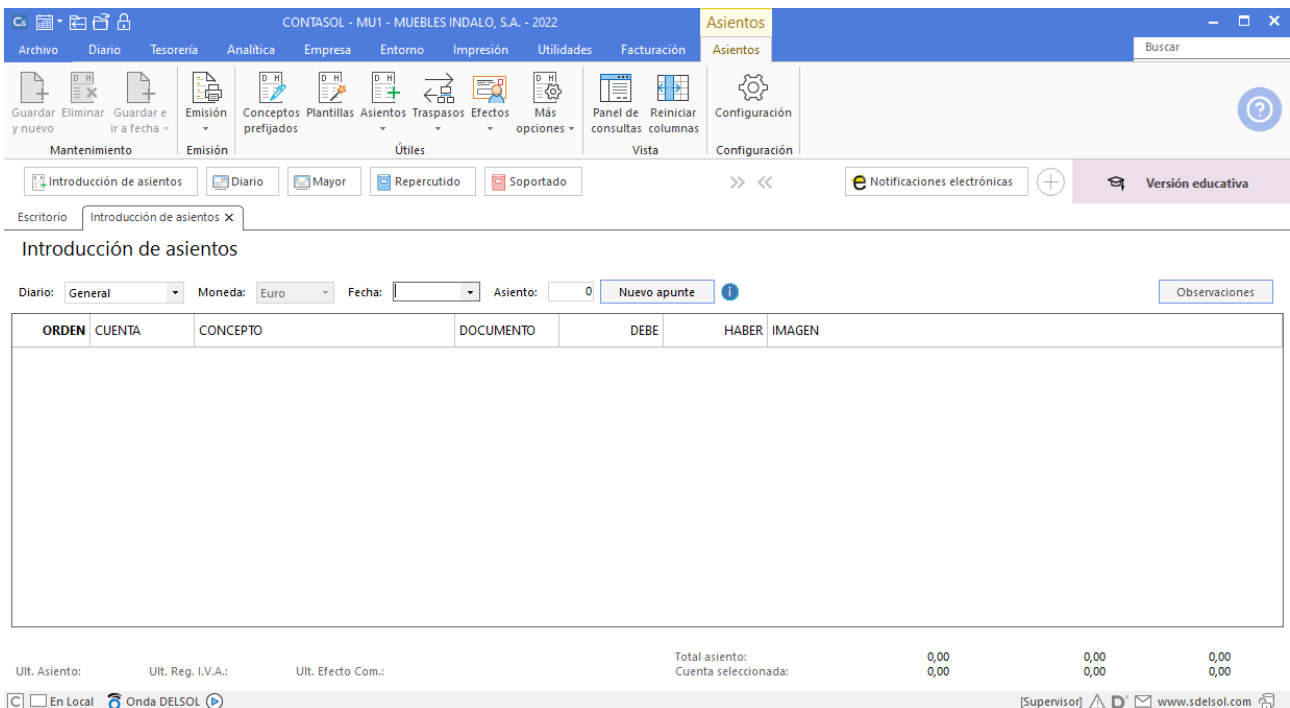 Cs CONTASOL - MU1 - MUEBLES INDALO, S.A. - 2022 Asientos
Archivo Diario Tesorería Analítica Empresa Entorno Impresión Utilidades Facturación Asientos Buscar
D H D H D H D H D H
Guardar Eliminar Guardar e Emisión Conceptos Plantillas Asientos Traspasos Efectos Más Panel de Reiniciar Configuración ?
y nuevo ir a fecha prefijados opciones consultas columnas
Mantenimiento Emisión Útiles Vista Configuración
Introducción de asientos Diario Mayor Repercutido Soportado Notificaciones electrónicas Versión educativa
Escritorio Introducción de asientos X
Introducción de asientos
Diario: General Moneda: Euro Fecha: Asiento: 0 Nuevo apunte i Observaciones
ORDEN CUENTA CONCEPTO DOCUMENTO DEBE HABER IMAGEN
Total asiento: 0,00 0,00 0,00
Ult. Asiento: Ult. Reg. I.V.A.: Ult. Efecto Com.: Cuenta seleccionada: 0,00 0,00 0,00
C En Local Onda DELSOL [Supervisor] D www.sdelsol.com